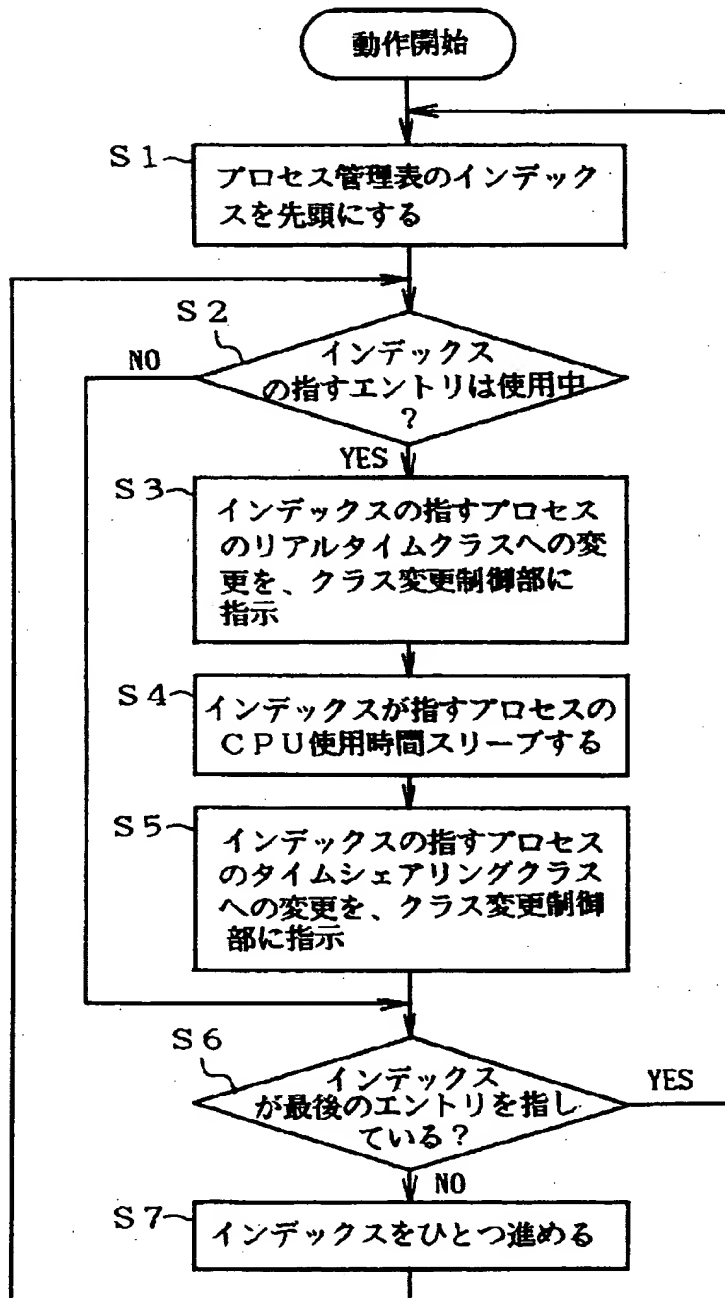 動作開始
S1
プロセス管理表のインデック
スを先頭にする
S2
NO
インデックス
の指すエントリは使用中
?
YES
S3
インデックスの指すプロセス
のリアルタイムクラスへの変
更を、クラス変更制御部に
指示
S4
インデックスが指すプロセスの
CPU使用時間スリープする
S5
インデックスの指すプロセス
のタイムシェアリングクラス
への変更を、クラス変更制御
部に指示
S6
インデックス
が最後のエントリを指し
ている?
YES
NO
S7
インデックスをひとつ進める